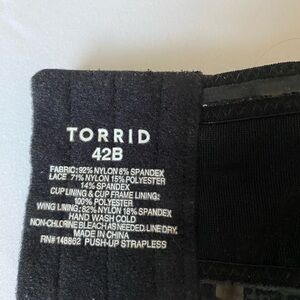 TORRID
42B
FABRIC: 92% NYLON 8% SPANDEX
LACE 71% NYLON 15% POLYESTER
14% SPANDEX
CUP LINING & CUP FRAME LINING:
100% POLYESTER
WING LINING: 82% NYLON 18% SPANDEX
HAND WASH COLD
NON-CHLORINE BLEACH AS NEEDED. LINE DRY.
MADE IN CHINA
RN# 148862 PUSH-UP STRAPLESS